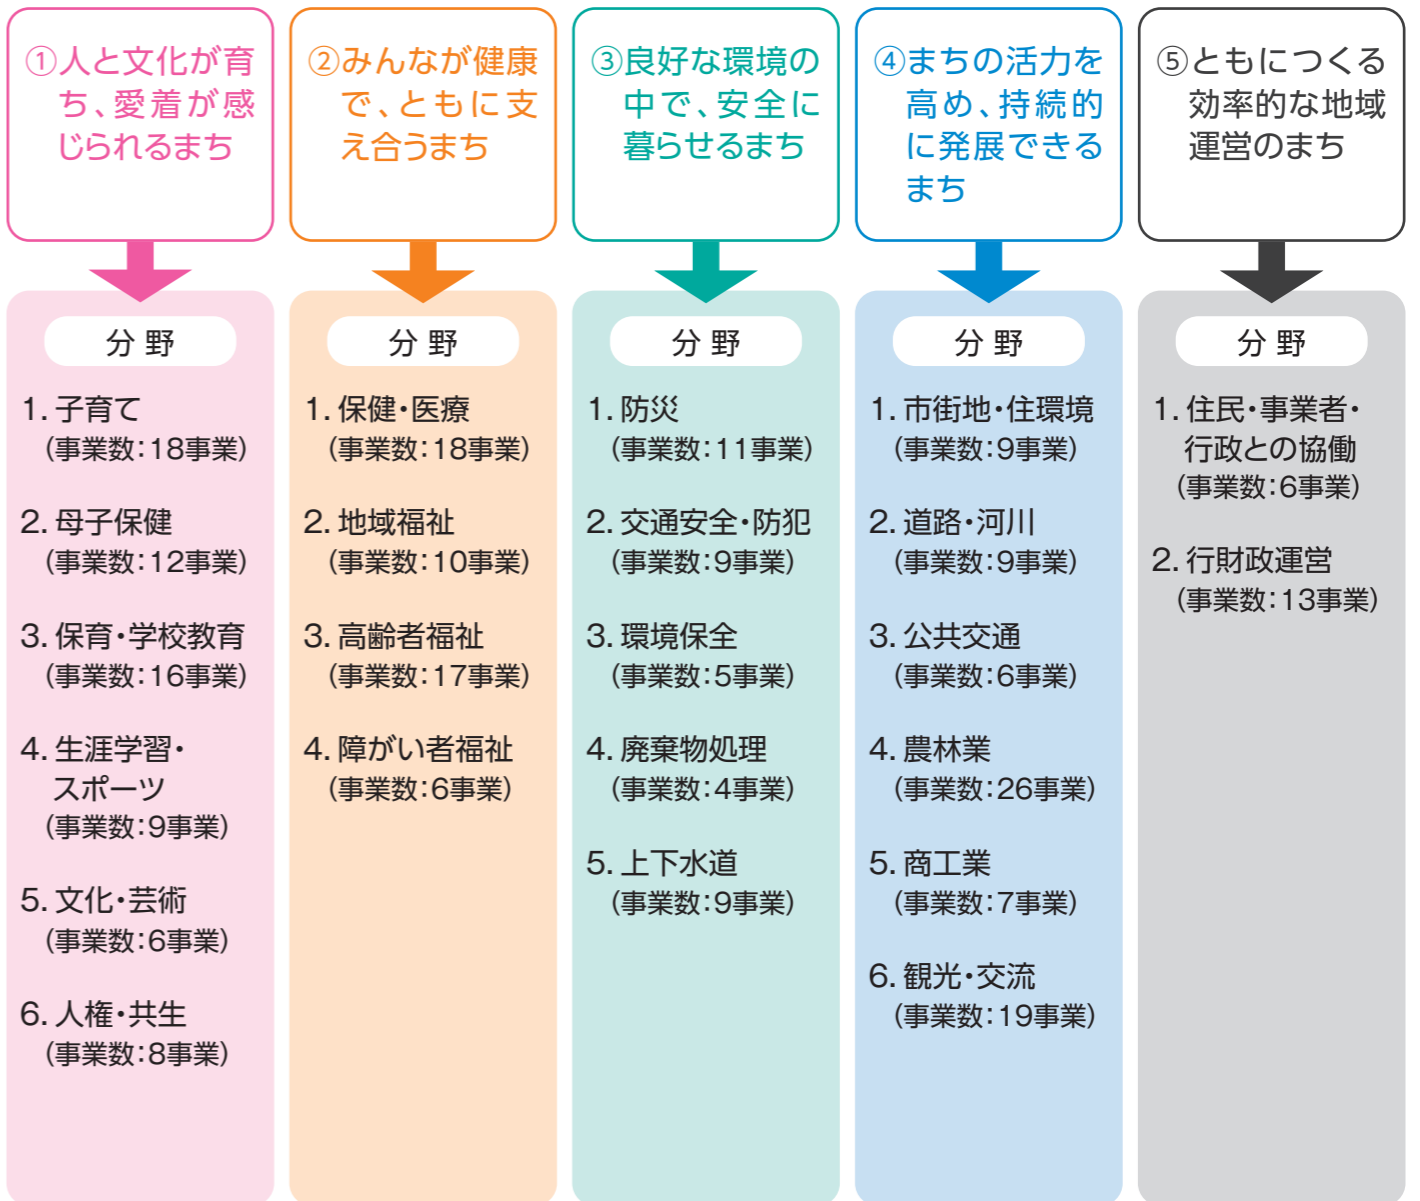 ①人と文化が育
ち、愛着が感
じられるまち
分 野
1. 子育て
(事業数：18事業)
2. 母子保健
(事業数：12事業)
3. 保育・学校教育
(事業数：16事業)
4. 生涯学習・
スポーツ
(事業数：9事業)
5. 文化・芸術
(事業数：6事業)
6. 人権・共生
(事業数：8事業)
②みんなが健康
で、ともに支
え合うまち
分 野
1. 保健・医療
(事業数：18事業)
2. 地域福祉
(事業数：10事業)
3. 高齢者福祉
(事業数：17事業)
4. 障がい者福祉
(事業数：6事業)
③良好な環境の
中で、安全に
暮らせるまち
分 野
1. 防災
(事業数：11事業)
2. 交通安全・防犯
(事業数：9事業)
3. 環境保全
(事業数：5事業)
4. 廃棄物処理
(事業数：4事業)
5. 上下水道
(事業数：9事業)
④まちの活力を
高め、持続的
に発展できる
まち
分 野
1. 市街地・住環境
(事業数：9事業)
2. 道路・河川
(事業数：9事業)
3. 公共交通
(事業数：6事業)
4. 農林業
(事業数：26事業)
5. 商工業
(事業数：7事業)
6. 観光・交流
(事業数：19事業)
⑤ともにつくる
効率的な地域
運営のまち
分 野
1. 住民・事業者・
行政との協働
(事業数：6事業)
2. 行財政運営
(事業数：13事業)